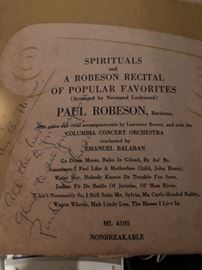 SPIRITUALS
and
A ROBESON RECITAL
OF POPULAR FAVORITES
(Arranged by Normand Lockwood)
PAUL ROBESON, Baritone,
with piano and vocal accompaniments by Lawrence Brown, and with the
COLUMBIA CONCERT ORCHESTRA
conducted by
EMANUEL BALABAN
Go Down Moses, Balm In Gilead, By An' By,
Sometimes I Feel Like A Motherless Child, John Henry,
Water Boy, Nobody Knows De Trouble I've Seen,
Joshua Fit De Battle Of Jericho, Ol' Man River,
It Ain't Necessarily So, I Still Suits Me, Sylvia, Ma Curly-Headed Babby,
Wagon Wheels, Mah Lindy Lou, The House I Live In
ML 4105
NONBREAKABLE
All the
Paul